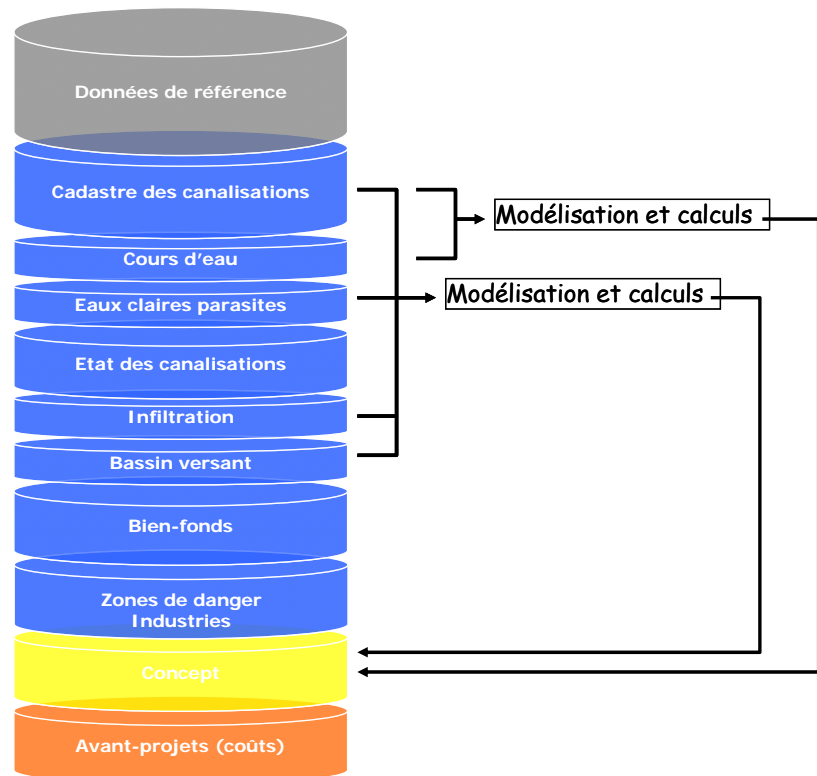 Données de référence
Cadastre des canalisations
Modélisation et calculs
Cours d'eau
Eaux claires parasites
Modélisation et calculs
Etat des canalisations
Infiltration
Bassin versant
Bien-fonds
Zones de danger
Industries
Concept
Avant-projets (coûts)